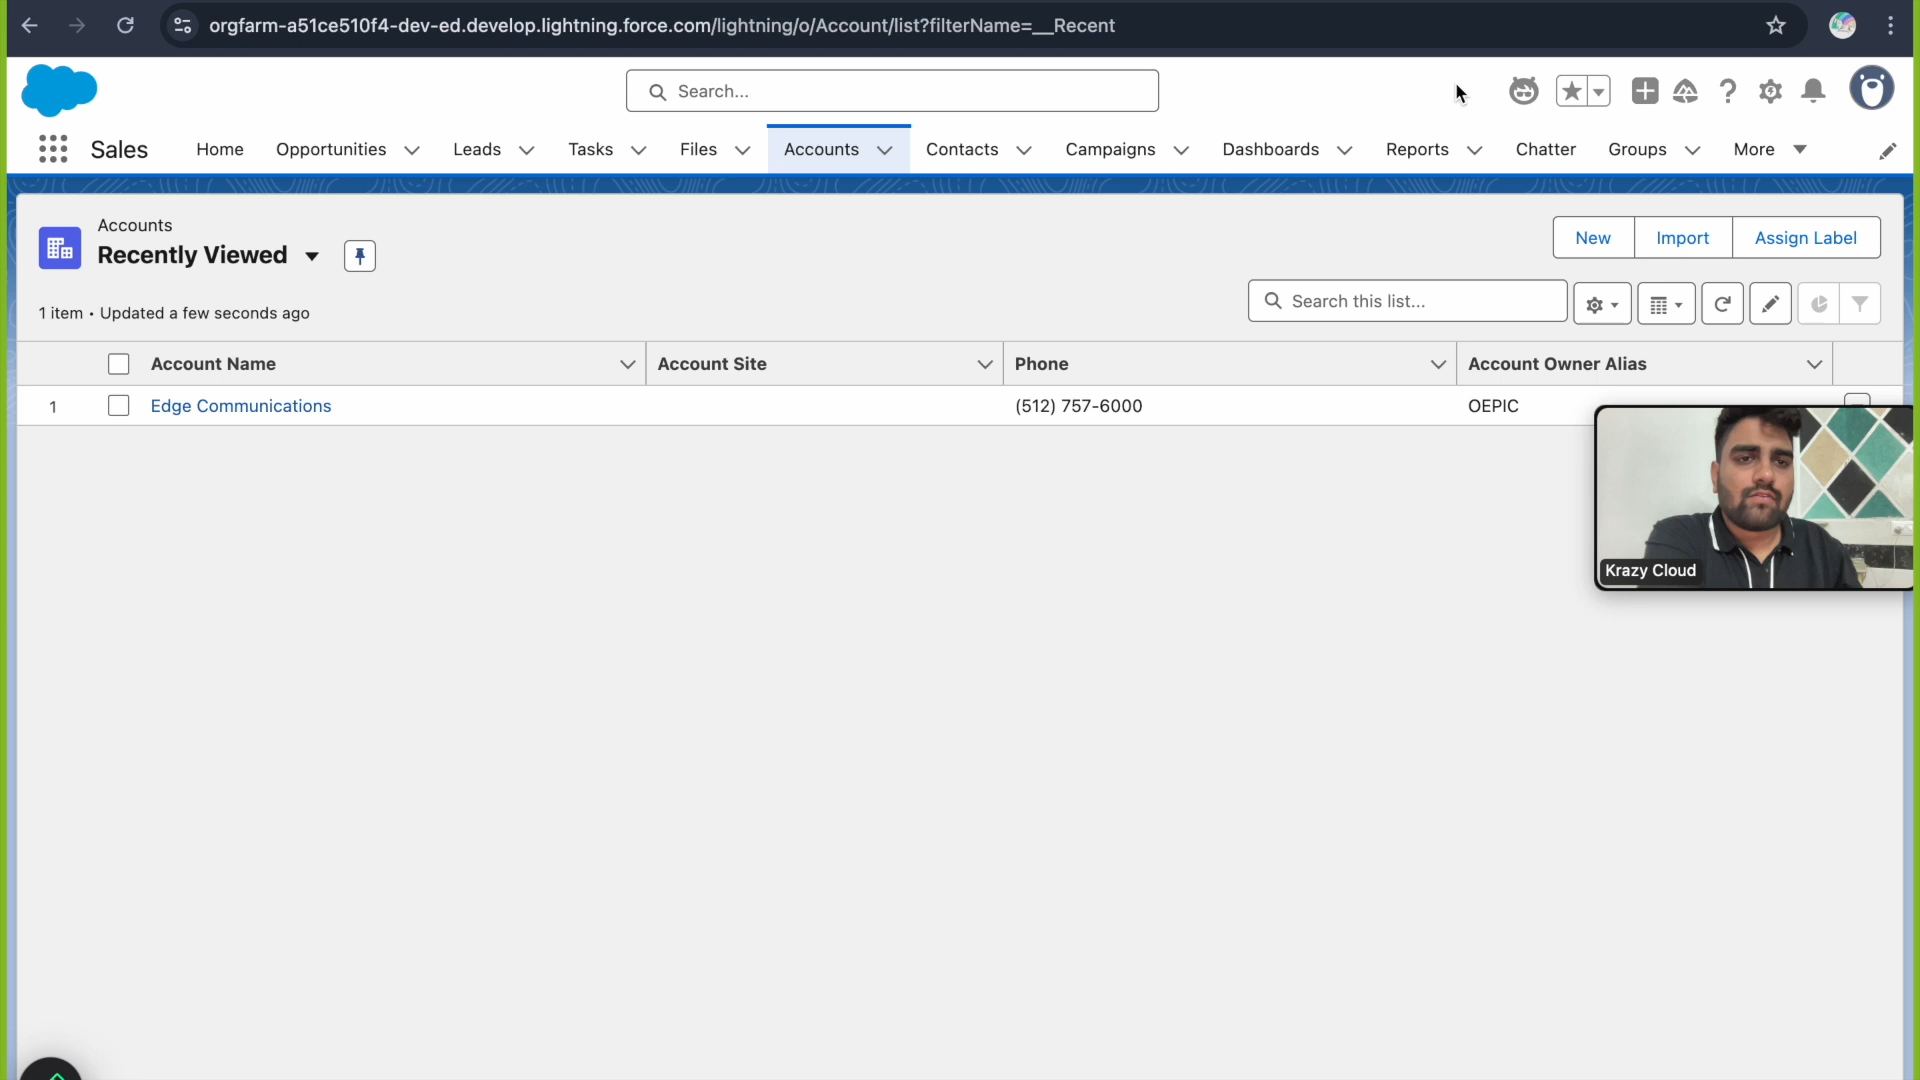 orgfarm-a51ce510f4-dev-ed.develop.lightning.force.com/lightning/o/Account/list?filterName=__Recent
Search...
Sales
Home
Opportunities
Leads
Tasks
Files
Accounts
Contacts
Campaigns
Dashboards
Reports
Chatter
Groups
More
Accounts
Recently Viewed
New
Import
Assign Label
1 item • Updated a few seconds ago
Search this list...
Account Name
Account Site
Phone
Account Owner Alias
1
Edge Communications
(512) 757-6000
OEPIC
Krazy Cloud